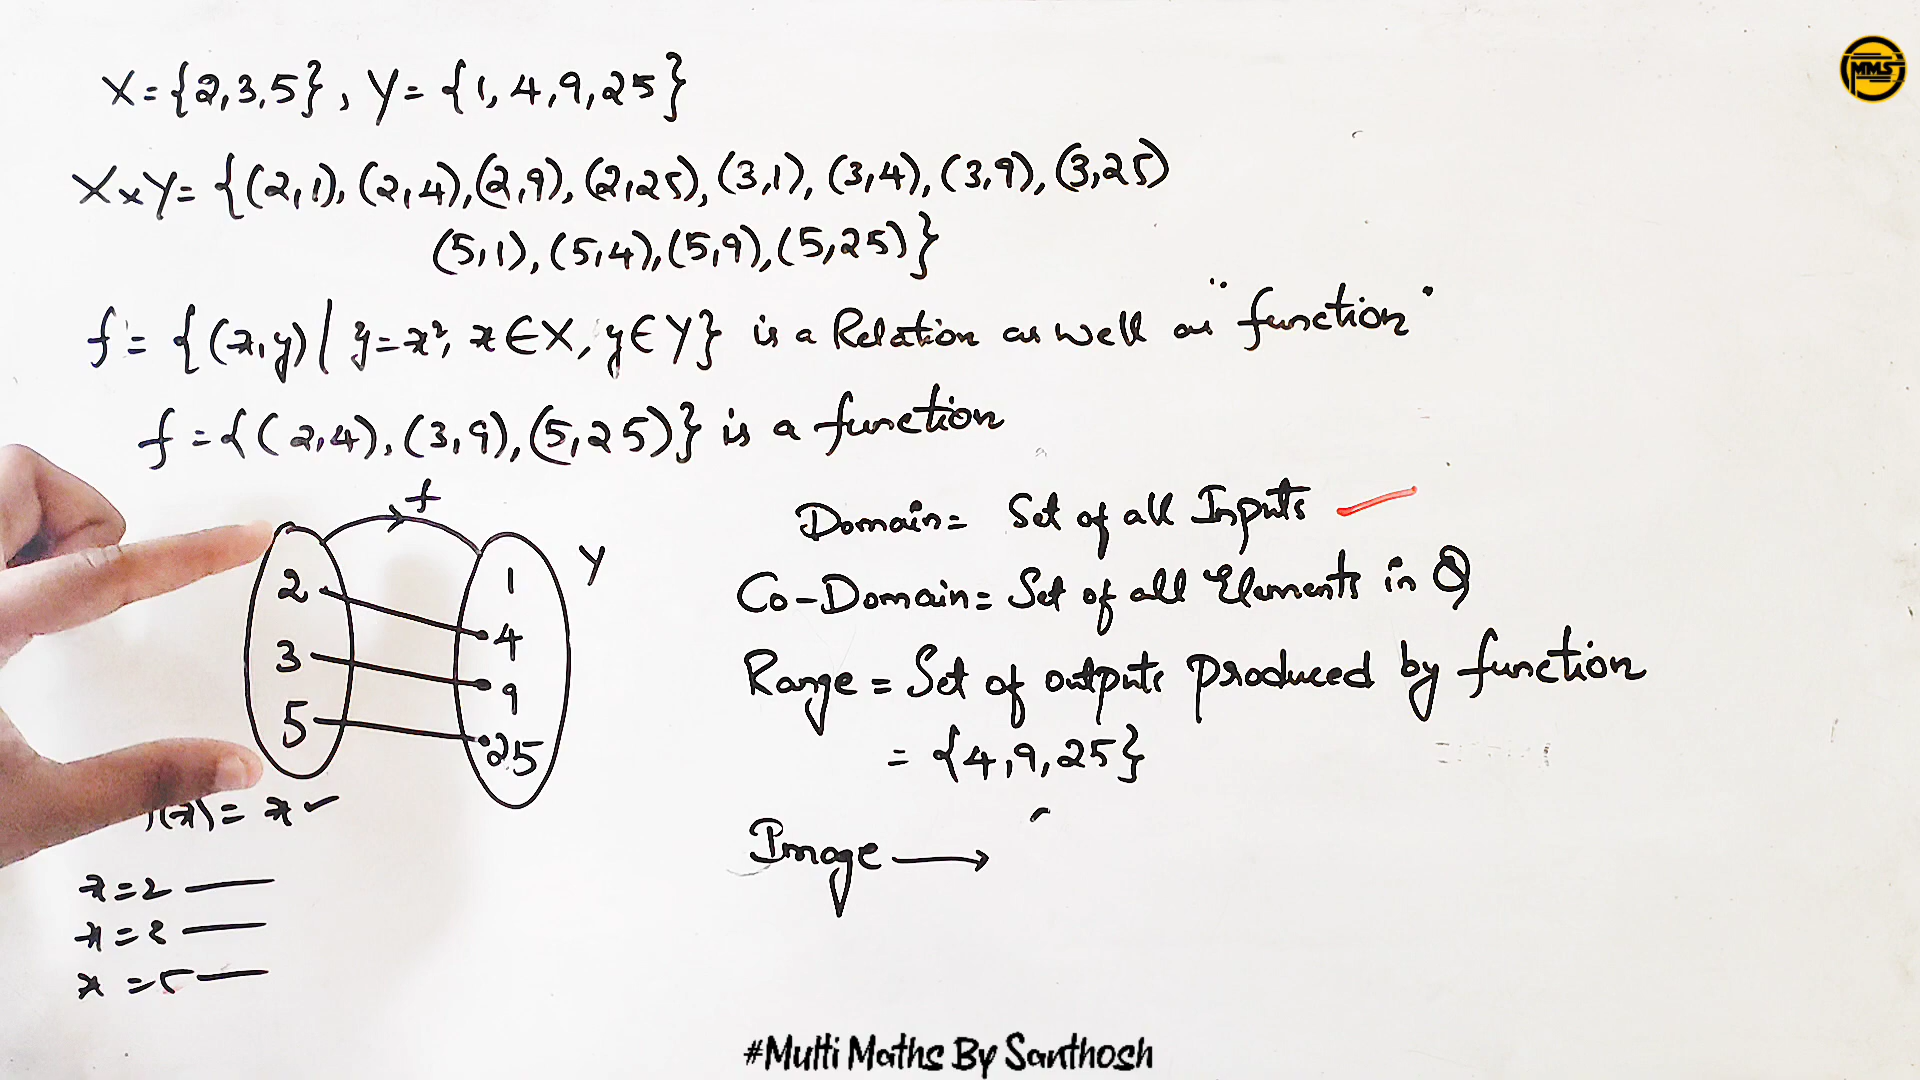 X = {2,3,5}, Y = {1, 4, 9, 25}
X×Y = {(2,1), (2,4), (2,9), (2,25), (3,1), (3,4), (3,9), (3,25)
(5,1), (5,4), (5,9), (5,25)}
f = {(x,y) / y=x², x∈X, y∈Y} is a Relation as well as "function"
f = {(2,4), (3,9), (5,25)} is a function
f
2
3
5
1
4
9
25
Y
(x) = x
x=2
x=
x=5
Domain = Set of all Inputs
Co-Domain = Set of all Elements in
Range = Set of outputs produced by function
= {4,9,25}
Image →
MMS
#Multi Maths By Santhosh